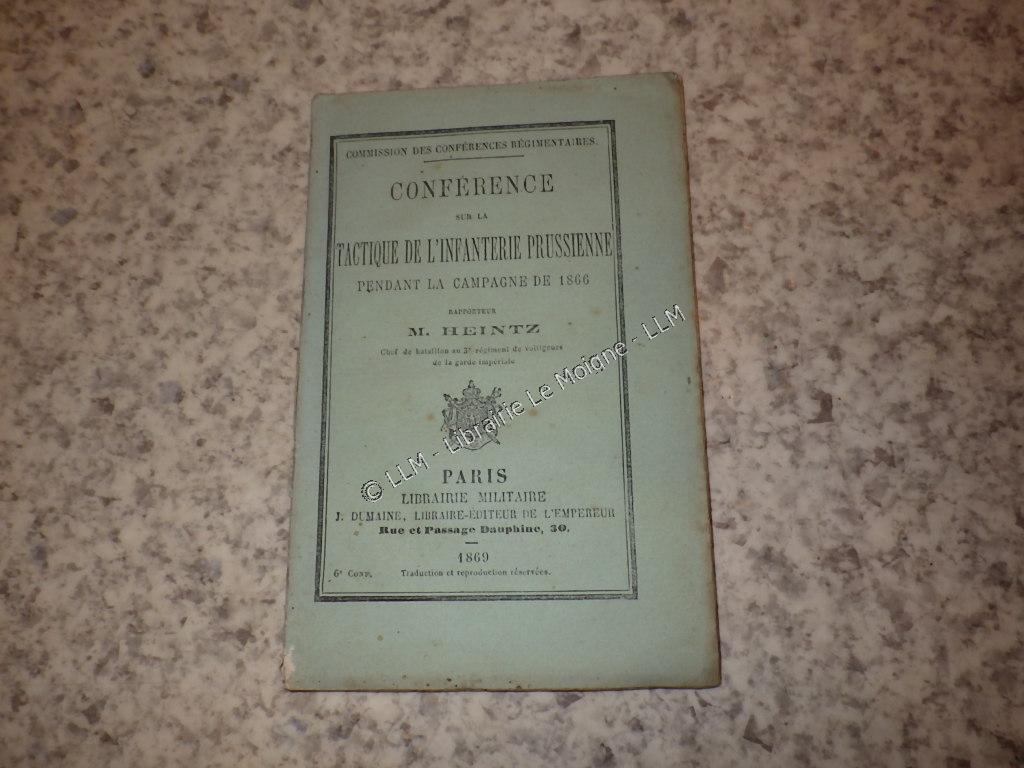 COMMISSION DES CONFÉRENCES RÉGIMENTAIRES.
CONFÉRENCE
SUR LA
TACTIQUE DE L'INFANTERIE PRUSSIENNE
PENDANT LA CAMPAGNE DE 1866
RAPPORTEUR
M. HEINTZ
Chef de bataillon au 3e régiment de voltigeurs
de la garde impériale
PARIS
LIBRAIRIE MILITAIRE
J. DUMAINE, LIBRAIRE-ÉDITEUR DE L'EMPEREUR
Rue et Passage Dauphine, 30.
1869
6e CONF. Traduction et reproduction réservées.
© LLM - Librairie Le Moigne - LLM